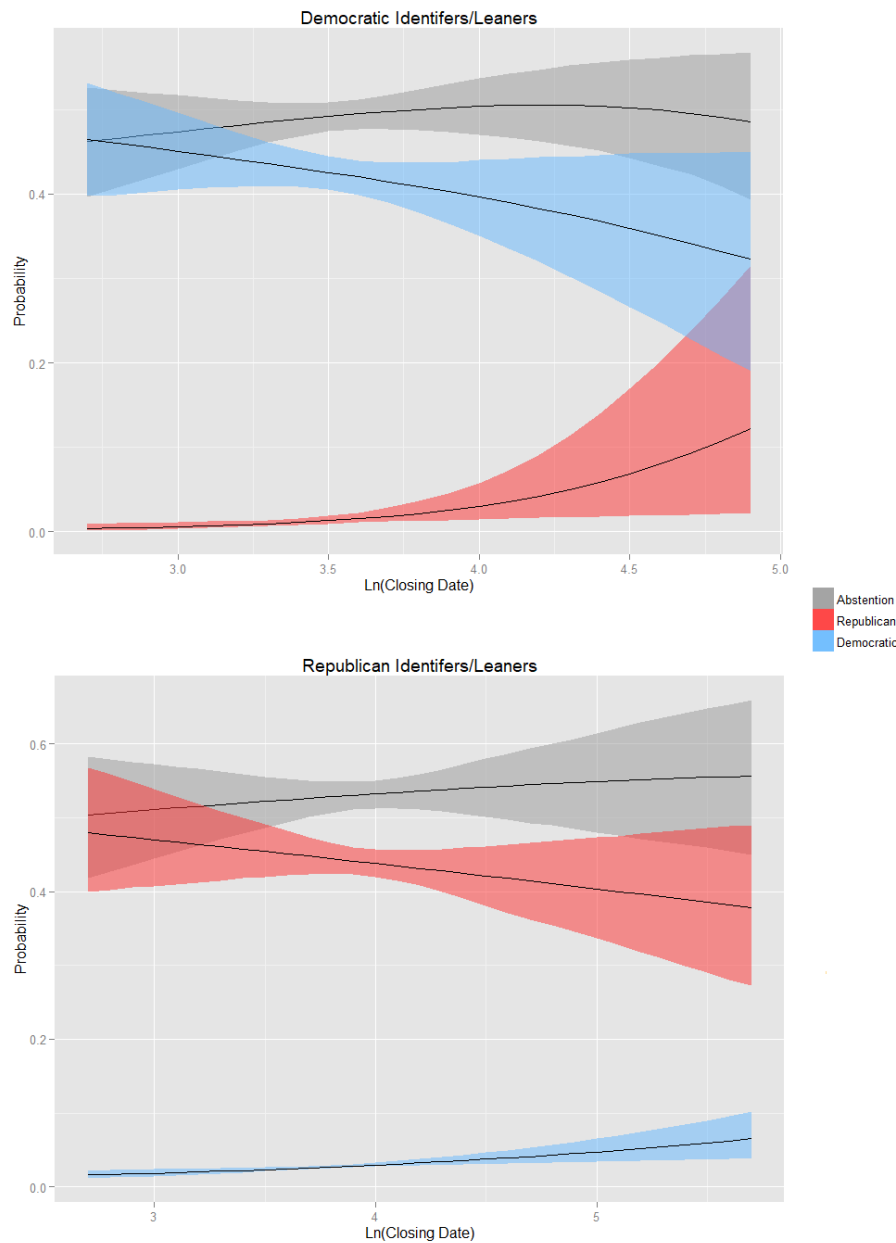 Democratic Identifers/Leaners
Probability
0.4
0.2
0.0
3.0
3.5
4.0
4.5
5.0
Ln(Closing Date)
Abstention
Republican
Democratic
Republican Identifers/Leaners
Probability
0.6
0.4
0.2
0.0
3
4
5
Ln(Closing Date)